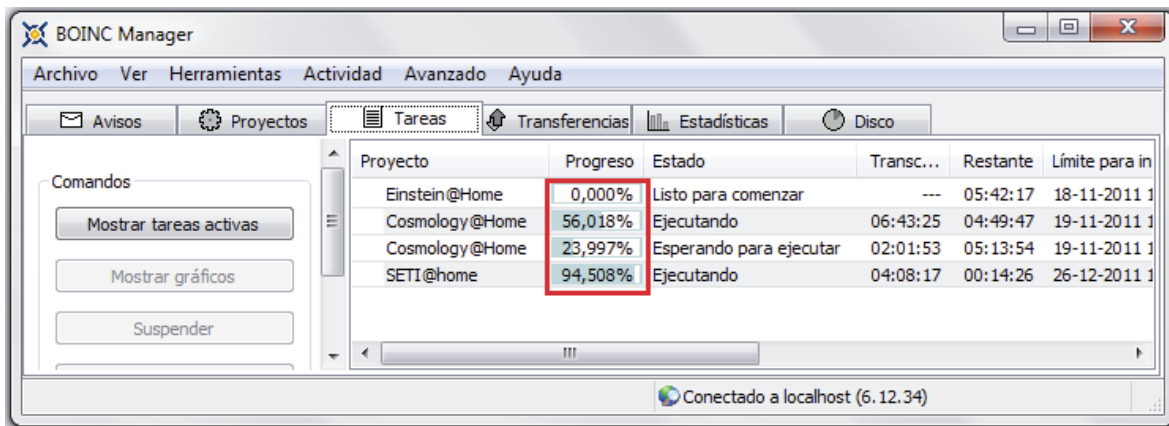 BOINC Manager
Archivo Ver Herramientas Actividad Avanzado Ayuda
Avisos Proyectos Tareas Transferencias Estadísticas Disco
Comandos
Mostrar tareas activas
Mostrar gráficos
Suspender
Proyecto Progreso Estado Transc... Restante Límite para in
Einstein@Home 0,000% Listo para comenzar --- 05:42:17 18-11-2011 1
Cosmology@Home 56,018% Ejecutando 06:43:25 04:49:47 19-11-2011 1
Cosmology@Home 23,997% Esperando para ejecutar 02:01:53 05:13:54 19-11-2011 1
SETI@home 94,508% Ejecutando 04:08:17 00:14:26 26-12-2011 1
Conectado a localhost (6.12.34)